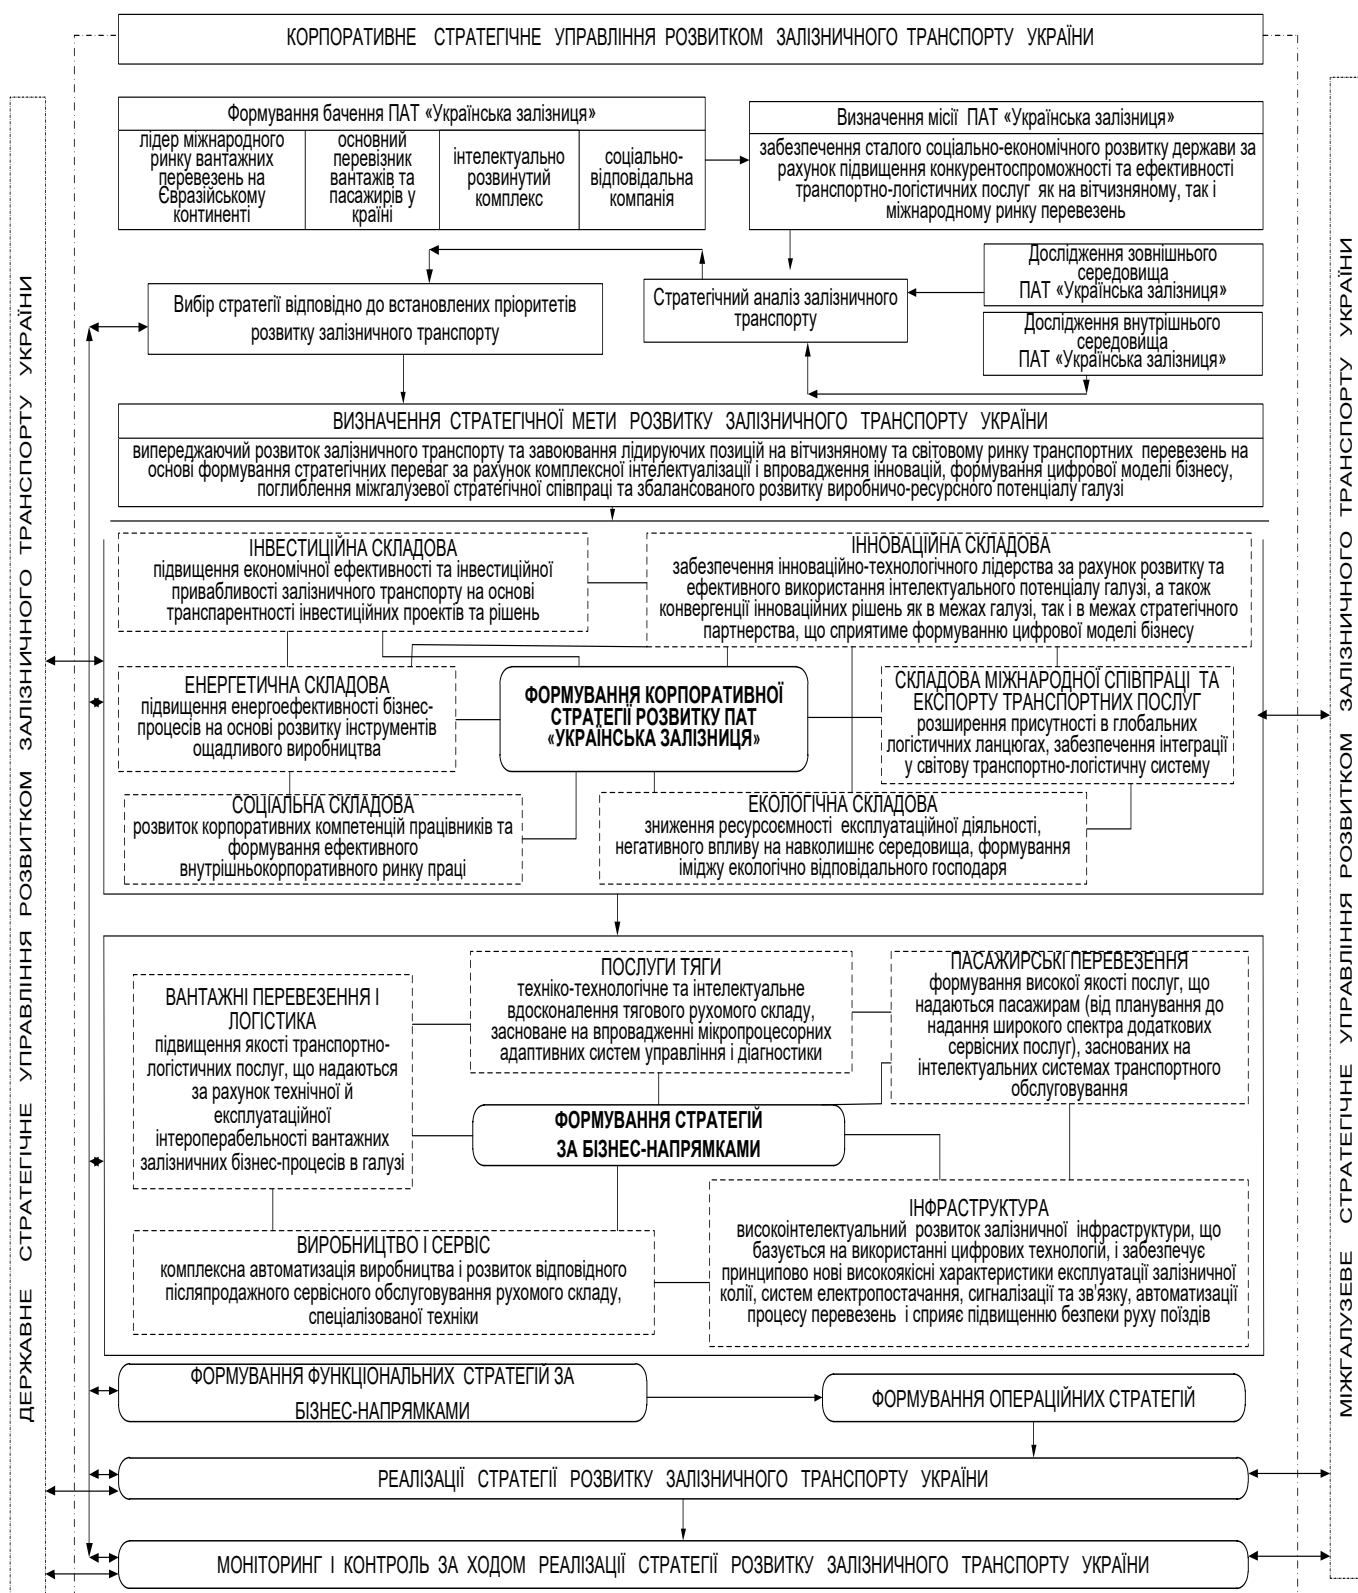 КОРПОРАТИВНЕ СТРАТЕГІЧНЕ УПРАВЛІННЯ РОЗВИТКОМ ЗАЛІЗНИЧНОГО ТРАНСПОРТУ УКРАЇНИ
ДЕРЖАВНЕ СТРАТЕГІЧНЕ УПРАВЛІННЯ РОЗВИТКОМ ЗАЛІЗНИЧНОГО ТРАНСПОРТУ УКРАЇНИ
Формування бачення ПАТ «Українська залізниця»
лідер міжнародного
ринку вантажних
перевезень на
Євразійському
континенті
основний
перевізник
вантажів та
пасажирів у
країні
інтелектуально
розвинутий
комплекс
соціально-
відповідальна
компанія
Визначення місії ПАТ «Українська залізниця»
забезпечення сталого соціально-економічного розвитку держави за
рахунок підвищення конкурентоспроможності та ефективності
транспортно-логістичних послуг як на вітчизняному, так і
міжнародному ринку перевезень
Вибір стратегії відповідно до встановлених пріоритетів
розвитку залізничного транспорту
Стратегічний аналіз залізничного
транспорту
Дослідження зовнішнього
середовища
ПАТ «Українська залізниця»
Дослідження внутрішнього
середовища
ПАТ «Українська залізниця»
ВИЗНАЧЕННЯ СТРАТЕГІЧНОЇ МЕТИ РОЗВИТКУ ЗАЛІЗНИЧНОГО ТРАНСПОРТУ УКРАЇНИ
випереджаючий розвиток залізничного транспорту та завоювання лідируючих позицій на вітчизняному та світовому ринку транспортних перевезень на
основі формування стратегічних переваг за рахунок комплексної інтелектуалізації і впровадження інновацій, формування цифрової моделі бізнесу,
поглиблення міжгалузевої стратегічної співпраці та збалансованого розвитку виробничо-ресурсного потенціалу галузі
ІНВЕСТИЦІЙНА СКЛАДОВА
підвищення економічної ефективності та інвестиційної
привабливості залізничного транспорту на основі
транспарентності інвестиційних проектів та рішень
ІННОВАЦІЙНА СКЛАДОВА
забезпечення інноваційно-технологічного лідерства за рахунок розвитку та
ефективного використання інтелектуального потенціалу галузі, а також
конвергенції інноваційних рішень як в межах галузі, так і в межах стратегічного
партнерства, що сприятиме формуванню цифрової моделі бізнесу
ЕНЕРГЕТИЧНА СКЛАДОВА
підвищення енергоефективності бізнес-
процесів на основі розвитку інструментів
ощадливого виробництва
ФОРМУВАННЯ КОРПОРАТИВНОЇ
СТРАТЕГІЇ РОЗВИТКУ ПАТ
«УКРАЇНСЬКА ЗАЛІЗНИЦЯ»
СКЛАДОВА МІЖНАРОДНОЇ СПІВПРАЦІ ТА
ЕКСПОРТУ ТРАНСПОРТНИХ ПОСЛУГ
розширення присутності в глобальних
логістичних ланцюгах, забезпечення інтеграції
у світову транспортно-логістичну систему
СОЦІАЛЬНА СКЛАДОВА
розвиток корпоративних компетенцій працівників та
формування ефективного
внутрішньокорпоративного ринку праці
ЕКОЛОГІЧНА СКЛАДОВА
зниження ресурсоємності експлуатаційної діяльності,
негативного впливу на навколишнє середовища, формування
іміджу екологічно відповідального господаря
ВАНТАЖНІ ПЕРЕВЕЗЕННЯ І
ЛОГІСТИКА
підвищення якості транспортно-
логістичних послуг, що надаються
за рахунок технічної й
експлуатаційної
інтероперабельності вантажних
залізничних бізнес-процесів в галузі
ПОСЛУГИ ТЯГИ
техніко-технологічне та інтелектуальне
вдосконалення тягового рухомого складу,
засноване на впровадженні мікропроцесорних
адаптивних систем управління і діагностики
ПАСАЖИРСЬКІ ПЕРЕВЕЗЕННЯ
формування високої якості послуг, що
надаються пасажирам (від планування до
надання широкого спектра додаткових
сервісних послуг), заснованих на
інтелектуальних системах транспортного
обслуговування
ФОРМУВАННЯ СТРАТЕГІЙ
ЗА БІЗНЕС-НАПРЯМКАМИ
ВИРОБНИЦТВО І СЕРВІС
комплексна автоматизація виробництва і розвиток відповідного
післяпродажного сервісного обслуговування рухомого складу,
спеціалізованої техніки
ІНФРАСТРУКТУРА
високоінтелектуальний розвиток залізничної інфраструктури, що
базується на використанні цифрових технологій, і забезпечує
принципово нові високоякісні характеристики експлуатації залізничної
колії, систем електропостачання, сигналізації та зв'язку, автоматизації
процесу перевезень і сприяє підвищенню безпеки руху поїздів
ФОРМУВАННЯ ФУНКЦІОНАЛЬНИХ СТРАТЕГІЙ ЗА
БІЗНЕС-НАПРЯМКАМИ
ФОРМУВАННЯ ОПЕРАЦІЙНИХ СТРАТЕГІЙ
РЕАЛІЗАЦІЇ СТРАТЕГІЇ РОЗВИТКУ ЗАЛІЗНИЧНОГО ТРАНСПОРТУ УКРАЇНИ
МОНІТОРИНГ І КОНТРОЛЬ ЗА ХОДОМ РЕАЛІЗАЦІЇ СТРАТЕГІЇ РОЗВИТКУ ЗАЛІЗНИЧНОГО ТРАНСПОРТУ УКРАЇНИ
МІЖГАЛУЗЕВЕ СТРАТЕГІЧНЕ УПРАВЛІННЯ РОЗВИТКОМ ЗАЛІЗНИЧНОГО ТРАНСПОРТУ УКРАЇНИ